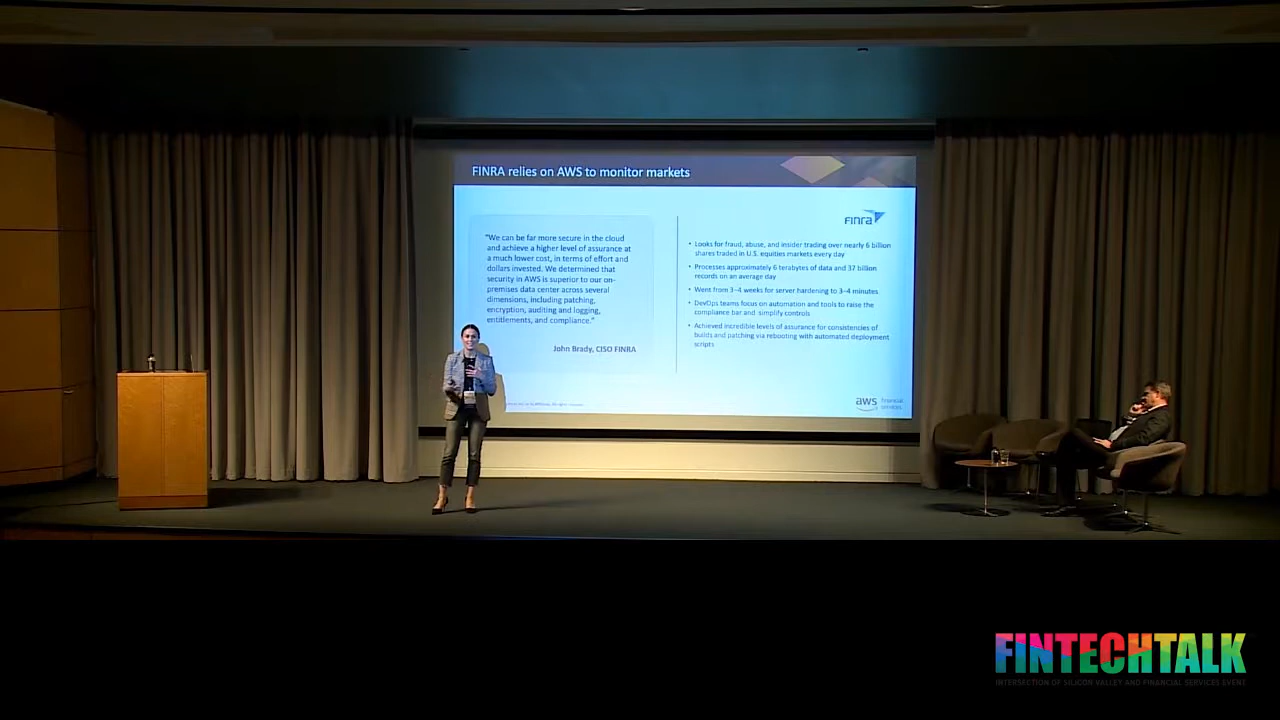 FINRA relies on AWS to monitor markets
"We can be far more secure in the cloud
and achieve a higher level of assurance at
a much lower cost, in terms of effort and
dollars invested. We determined that
security in AWS is superior to our on-
premises data center across several
dimensions, including patching,
encryption, auditing and logging,
entitlements, and compliance."
John Brady, CISO FINRA
Finra
• Looks for fraud, abuse, and insider trading over nearly 6 billion
shares traded in U.S. equities markets every day
• Processes approximately 6 terabytes of data and 37 billion
records on an average day
• Went from 3–4 weeks for server hardening to 3–4 minutes
• DevOps teams focus on automation and tools to raise the
compliance bar and simplify controls
• Achieved incredible levels of assurance for consistencies of
builds and patching via rebooting with automated deployment
scripts
All rights reserved.
aws financial
services
FINTECHTALK
INTERSECTION OF SILICON VALLEY AND FINANCIAL SERVICES EVENT